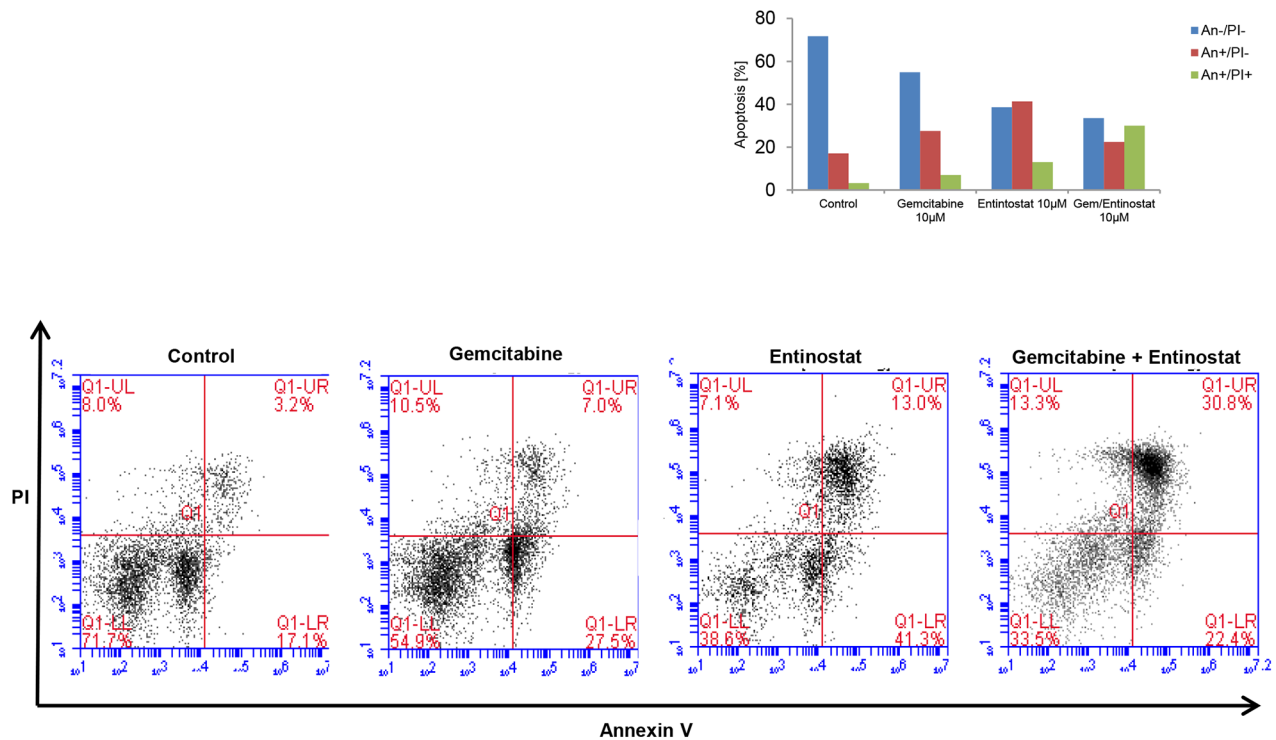 80
60
40
20
0
Apoptosis [%]
An-/PI-
An+/PI-
An+/PI+
Control
Gemcitabine
10μM
Entintostat 10μM
Gem/Entinostat
10μM
Control
Gemcitabine
Entinostat
Gemcitabine + Entinostat
Q1-UL
8.0%
Q1-UR
3.2%
Q1
Q1-LL
71.7%
Q1-LR
17.1%
Q1-UL
10.5%
Q1-UR
7.0%
Q1
Q1-LL
54.9%
Q1-LR
27.5%
Q1-UL
7.1%
Q1-UR
13.0%
Q1
Q1-LL
38.6%
Q1-LR
41.3%
Q1-UL
13.3%
Q1-UR
30.8%
Q1
Q1-LL
33.5%
Q1-LR
22.4%
PI
Annexin V